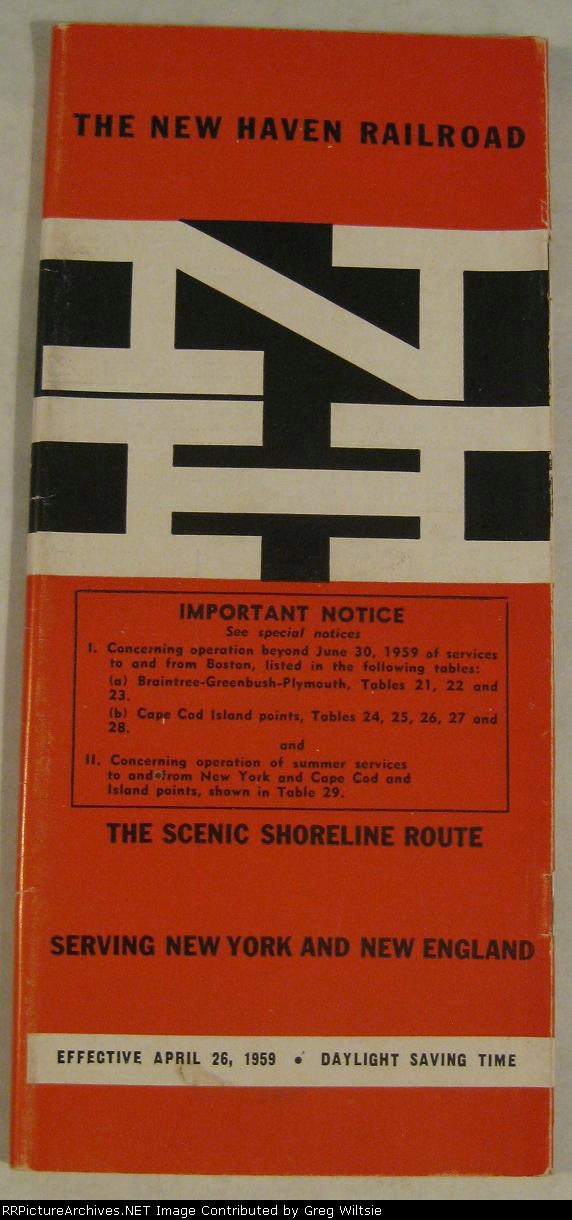 THE NEW HAVEN RAILROAD
N
H
IMPORTANT NOTICE
See special notices
I. Concerning operation beyond June 30, 1959 of services
to and from Boston, listed in the following tables:
(a) Braintree-Greenbush-Plymouth, Tables 21, 22 and
23.
(b) Cape Cod Island points, Tables 24, 25, 26, 27 and
28.
and
II. Concerning operation of summer services
to and from New York and Cape Cod and
Island points, shown in Table 29.
THE SCENIC SHORELINE ROUTE
SERVING NEW YORK AND NEW ENGLAND
EFFECTIVE APRIL 26, 1959 • DAYLIGHT SAVING TIME
RRPictureArchives.NET Image Contributed by Greg Wiltsie